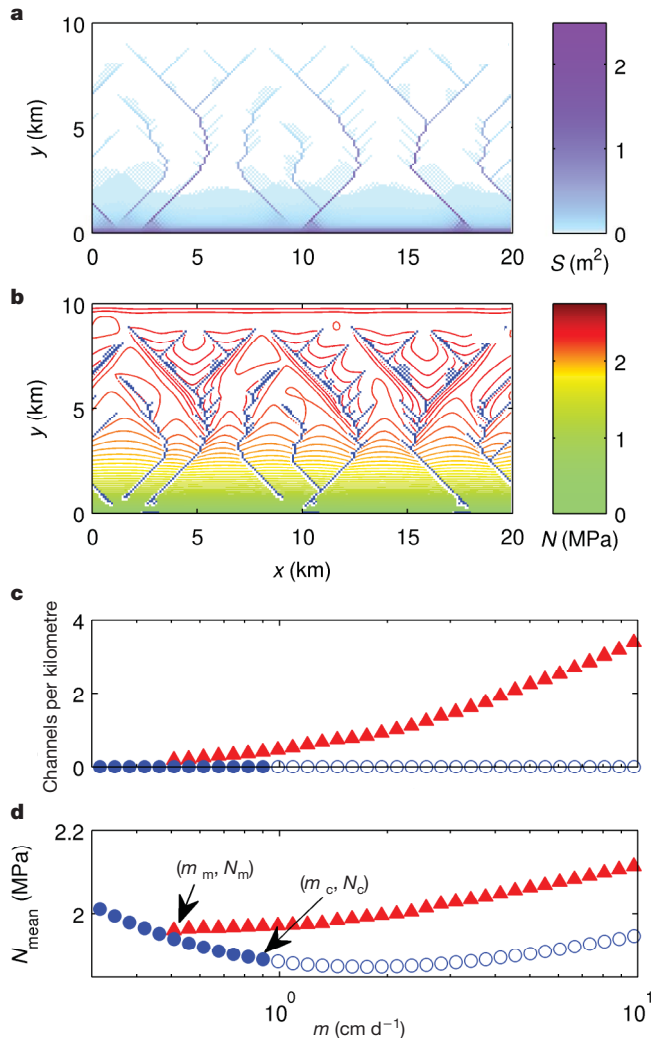 a
10
5
0
y (km)
0 5 10 15 20
2
1
0
S (m²)
b
10
5
0
y (km)
0 5 10 15 20
x (km)
2
1
0
N (MPa)
c
4
2
0
Channels per kilometre
d
2.2
2
N_mean (MPa)
(m_m, N_m)
(m_c, N_c)
10⁰ 10¹
m (cm d⁻¹)